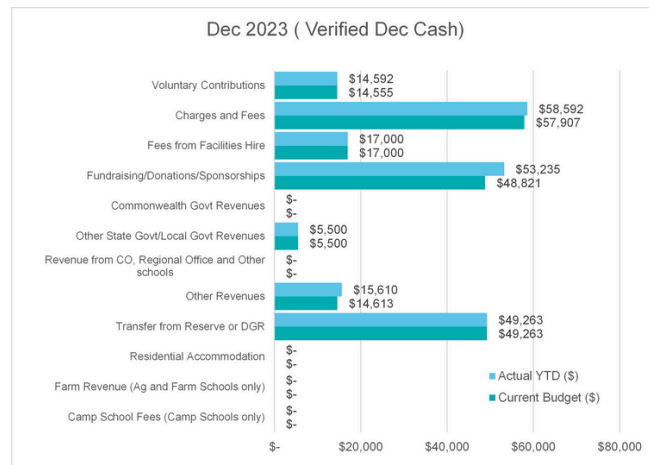 Dec 2023 ( Verified Dec Cash)
Voluntary Contributions
$14,592
$14,555
Charges and Fees
$58,592
$57,907
Fees from Facilities Hire
$17,000
$17,000
Fundraising/Donations/Sponsorships
$53,235
$48,821
Commonwealth Govt Revenues
$-
$-
Other State Govt/Local Govt Revenues
$5,500
$5,500
Revenue from CO, Regional Office and Other
schools
$-
$-
Other Revenues
$15,610
$14,613
Transfer from Reserve or DGR
$49,263
$49,263
Residential Accommodation
$-
$-
Farm Revenue (Ag and Farm Schools only)
$-
$-
Camp School Fees (Camp Schools only)
$-
$-
Actual YTD ($)
Current Budget ($)
$- $20,000 $40,000 $60,000 $80,000